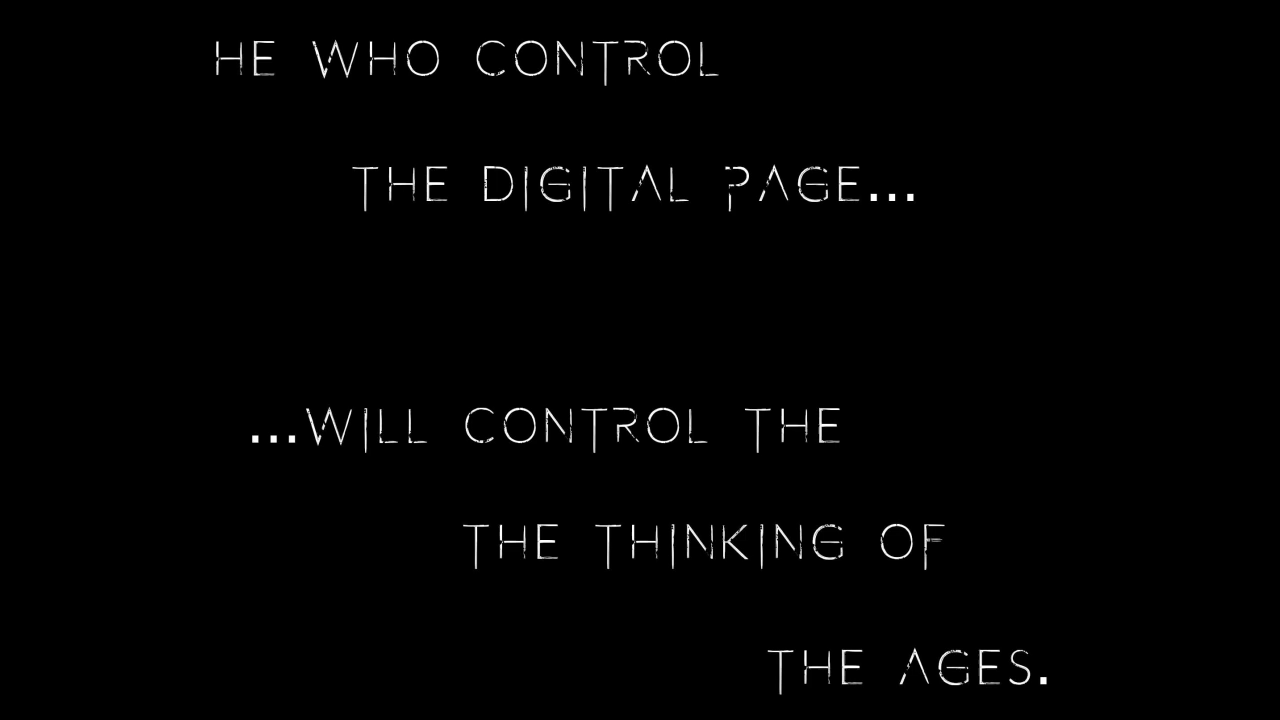 HE WHO CONTROL
THE DIGITAL PAGE...
...WILL CONTROL THE
THE THINKING OF
THE AGES.